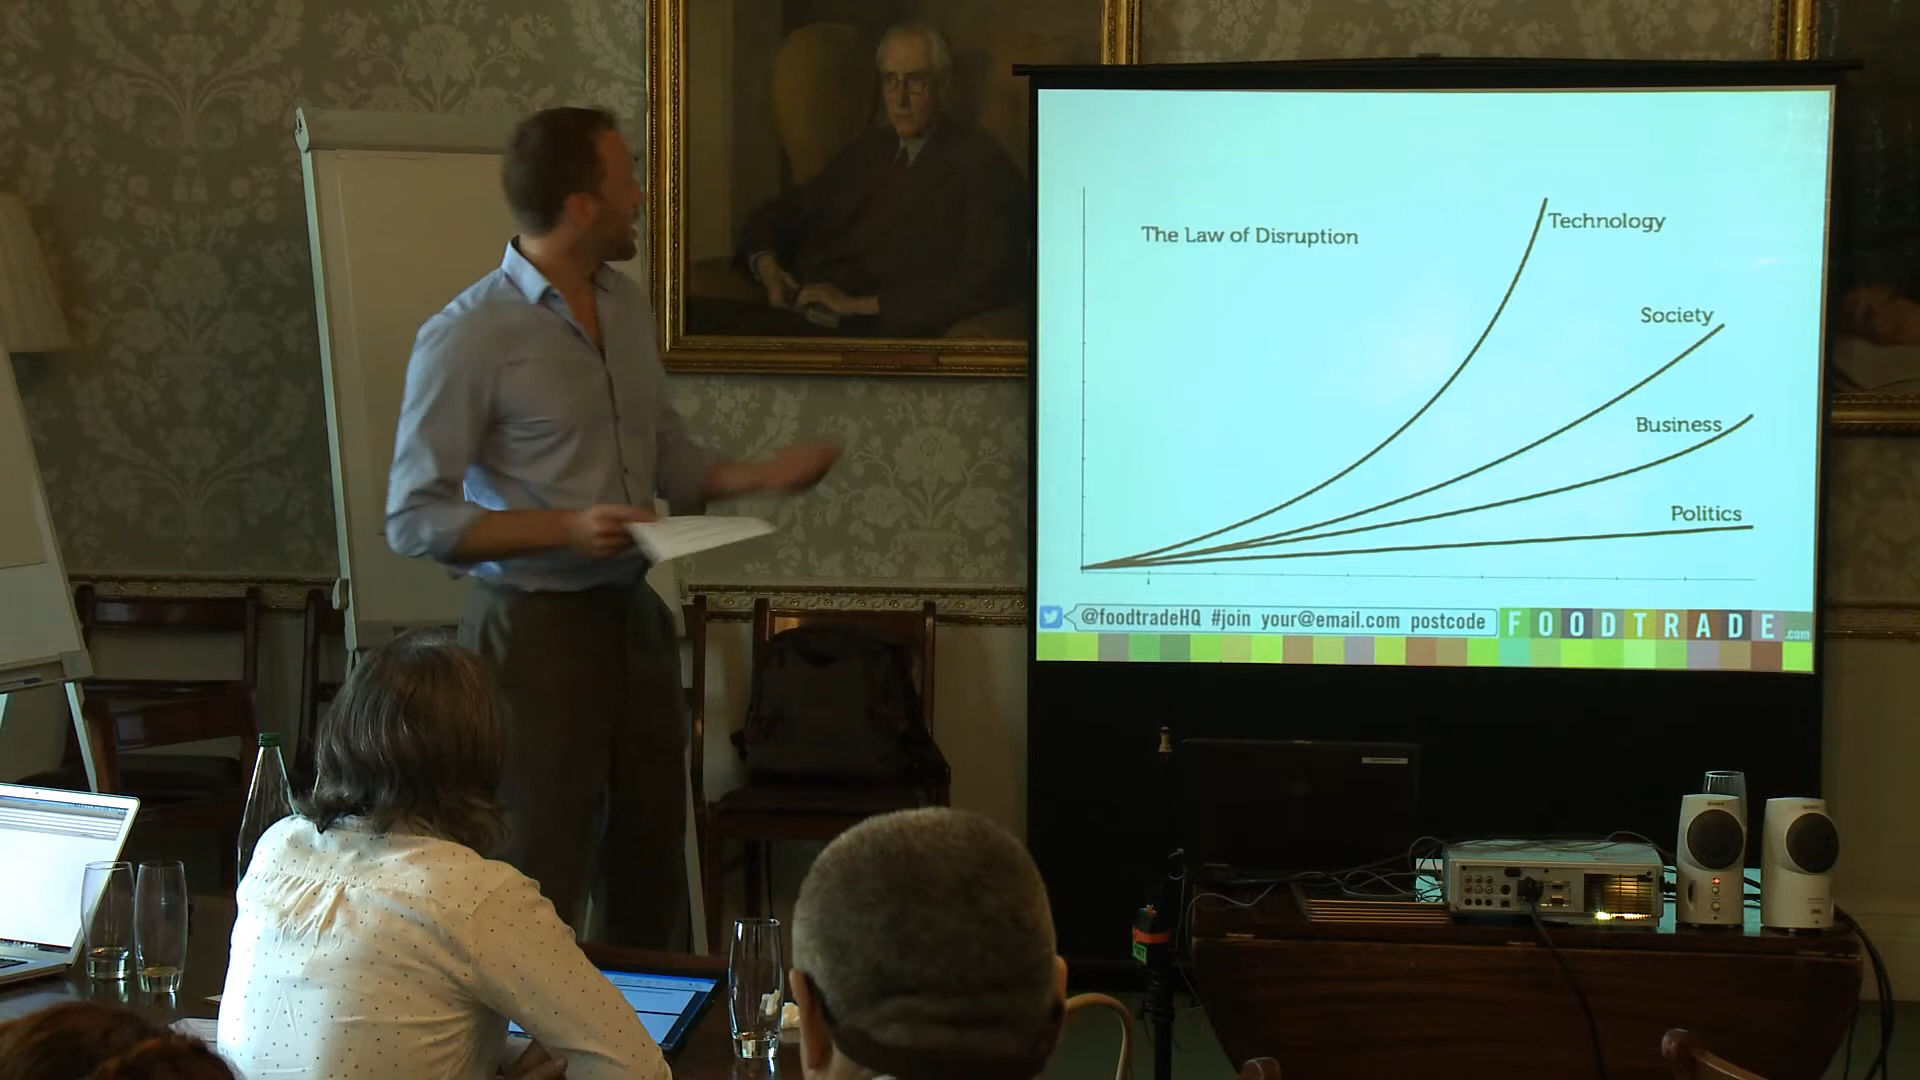 The Law of Disruption
Technology
Society
Business
Politics
@foodtradeHQ #join your@email.com postcode
FOODTRADE.com